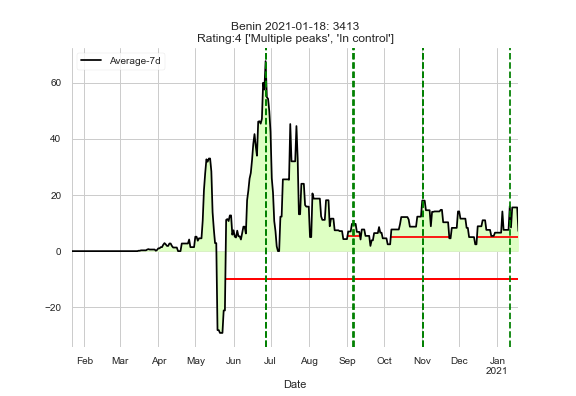 Benin 2021-01-18: 3413
Rating:4 ['Multiple peaks', 'In control']
Average-7d
60
40
20
0
−20
Feb Mar Apr May Jun Jul Aug Sep Oct Nov Dec Jan
2021
Date